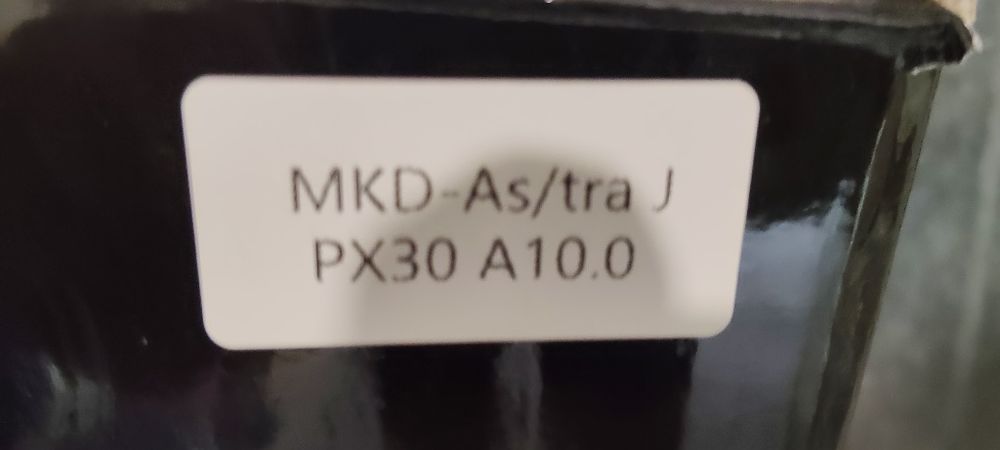 MKD-As/tra J
PX30 A10.0